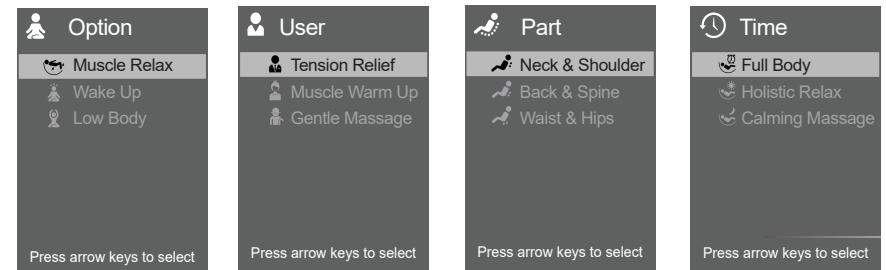 Option
Muscle Relax
Wake Up
Low Body
Press arrow keys to select
User
Tension Relief
Muscle Warm Up
Gentle Massage
Press arrow keys to select
Part
Neck & Shoulder
Back & Spine
Waist & Hips
Press arrow keys to select
Time
Full Body
Holistic Relax
Calming Massage
Press arrow keys to select